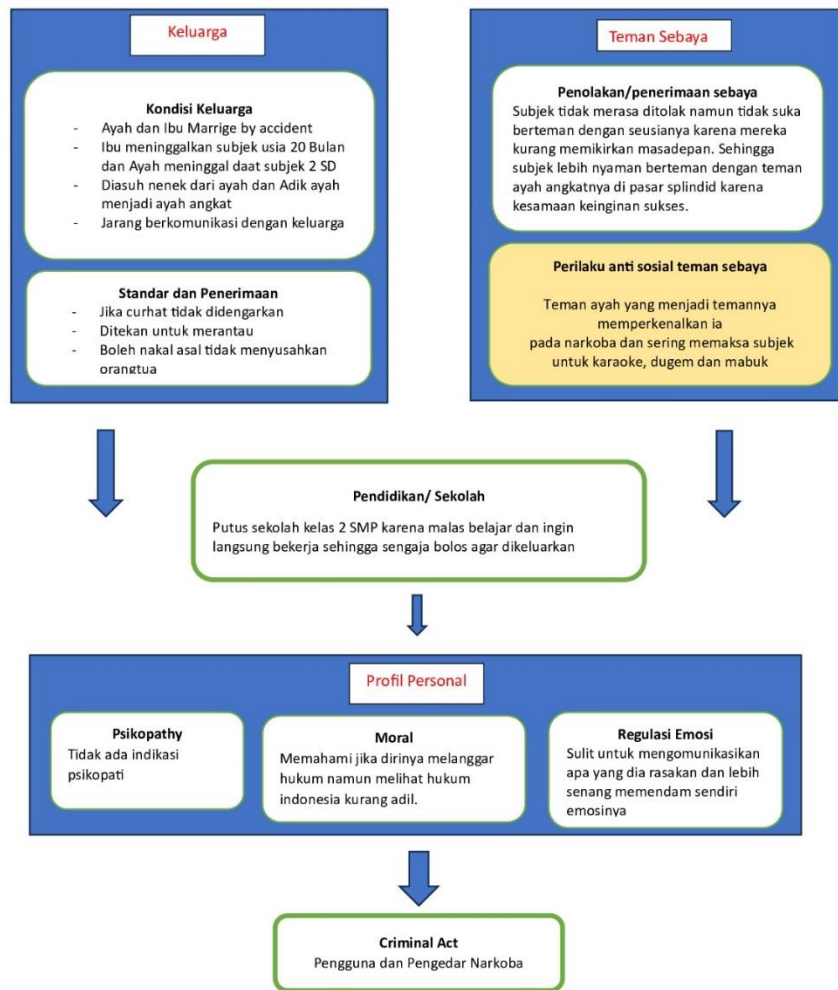 Keluarga
Kondisi Keluarga
- Ayah dan Ibu Marrige by accident
- Ibu meninggalkan subjek usia 20 Bulan
dan Ayah meninggal daat subjek 2 SD
- Diasuh nenek dari ayah dan Adik ayah
menjadi ayah angkat
- Jarang berkomunikasi dengan keluarga
Standar dan Penerimaan
- Jika curhat tidak didengarkan
- Ditekan untuk merantau
- Boleh nakal asal tidak menyusahkan
orangtua
Teman Sebaya
Penolakan/penerimaan sebaya
Subjek tidak merasa ditolak namun tidak suka
berteman dengan seusianya karena mereka
kurang memikirkan masadepan. Sehingga
subjek lebih nyaman berteman dengan teman
ayah angkatnya di pasar splindid karena
kesamaan keinginan sukses.
Perilaku anti sosial teman sebaya
Teman ayah yang menjadi temannya
memperkenalkan ia
pada narkoba dan sering memaksa subjek
untuk karaoke, dugem dan mabuk
Pendidikan/ Sekolah
Putus sekolah kelas 2 SMP karena malas belajar dan ingin
langsung bekerja sehingga sengaja bolos agar dikeluarkan
Profil Personal
Psikopathy
Tidak ada indikasi
psikopati
Moral
Memahami jika dirinya melanggar
hukum namun melihat hukum
indonesia kurang adil.
Regulasi Emosi
Sulit untuk mengomunikasikan
apa yang dia rasakan dan lebih
senang memendam sendiri
emosinya
Criminal Act
Pengguna dan Pengedar Narkoba